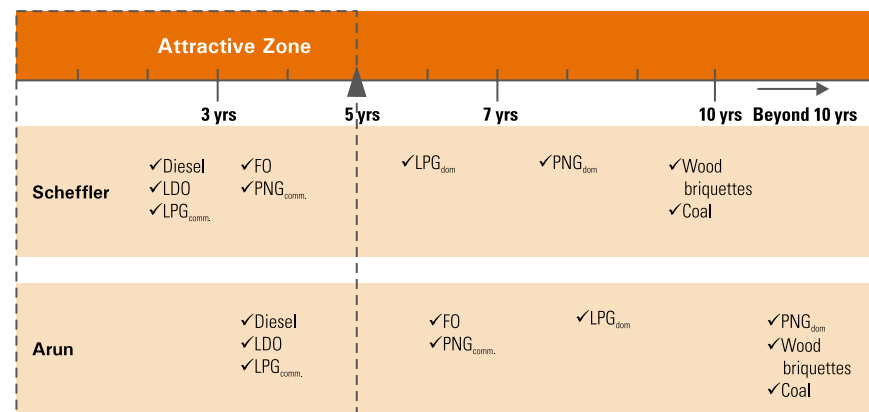 Attractive Zone
3 yrs 5 yrs 7 yrs 10 yrs Beyond 10 yrs
Scheffler
✓Diesel
✓LDO
✓LPGcomm.
✓FO
✓PNGcomm.
✓LPGdom
✓PNGdom
✓Wood
briquettes
✓Coal
Arun
✓Diesel
✓LDO
✓LPGcomm.
✓FO
✓PNGcomm.
✓LPGdom
✓PNGdom
✓Wood
briquettes
✓Coal